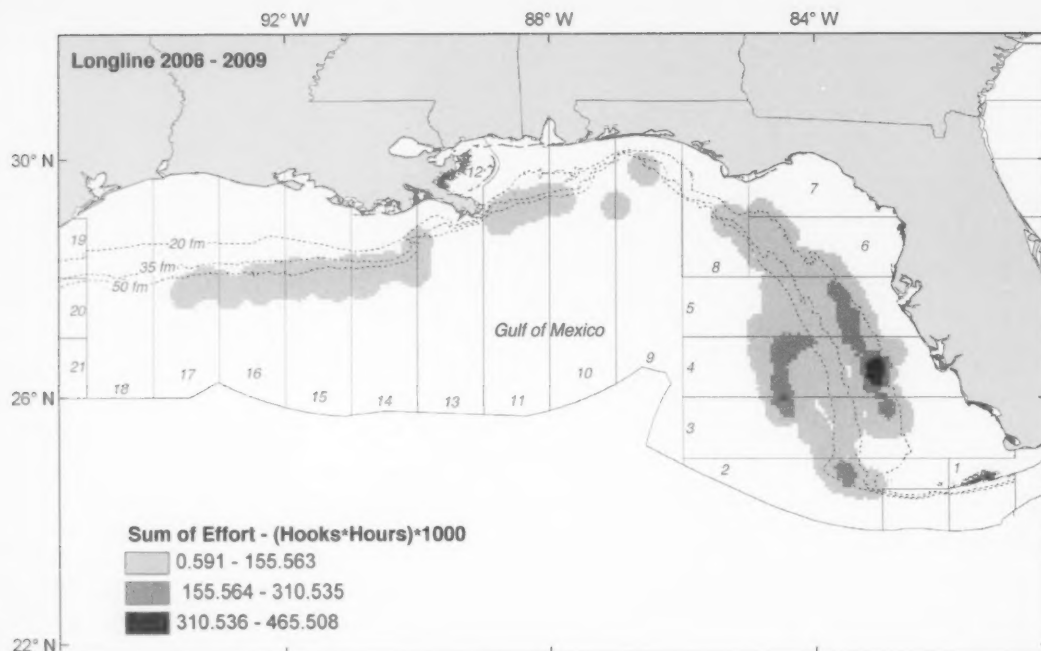 92° W
88° W
84° W
Longline 2006 - 2009
30° N
12
7
19
20 fm
6
35 fm
8
50 fm
5
20
Gulf of Mexico
21
4
9
10
18
17
16
15
14
13
11
26° N
3
2
1
Sum of Effort - (Hooks*Hours)*1000
0.591 - 155.563
155.564 - 310.535
310.536 - 465.508
22° N